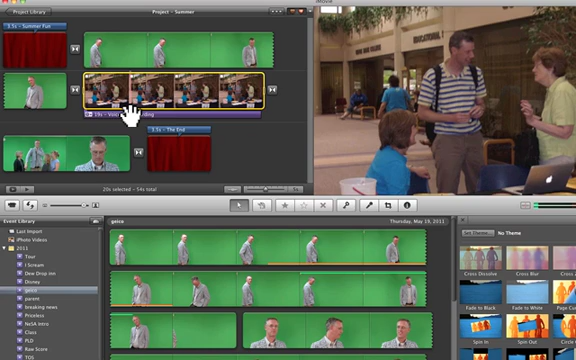 iMovie
Project Library
Project – Summer
3.5s – Summer Fun
3.5s – The End
20s selected – 54s total
Event Library
Last Import
iPhoto Videos
2011
Tour
I Scream
Dew Drop inn
Disney
geico
parent
breaking news
Priceless
NaSA Intro
Class
PLD
Raw-Score
TOS
geico
Thursday, May 19, 2011
Set Theme...
No Theme
Cross Dissolve
Cross Blur
Fade to Black
Fade to White
Spin In
Spin Out